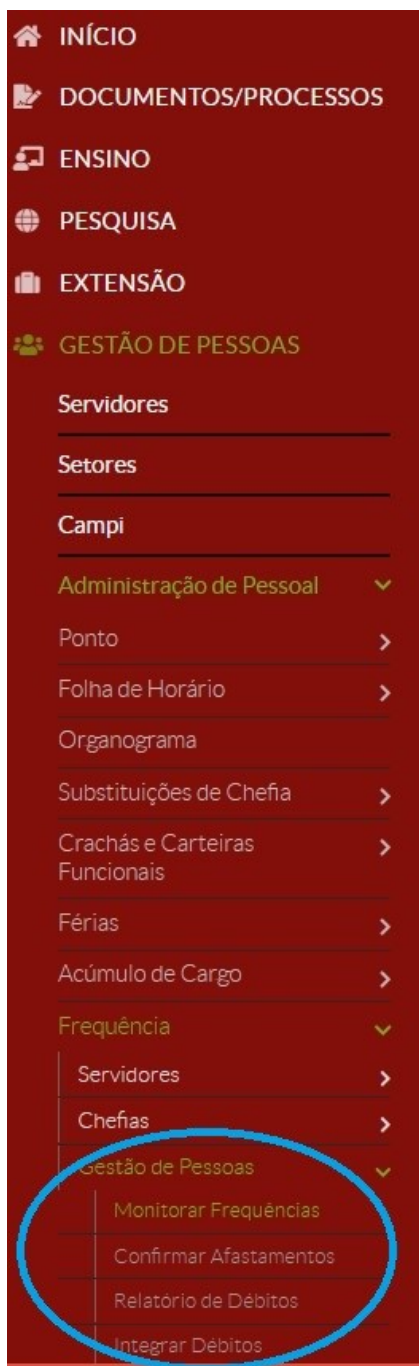 INÍCIO
DOCUMENTOS/PROCESSOS
ENSINO
PESQUISA
EXTENSÃO
GESTÃO DE PESSOAS
Servidores
Setores
Campi
Administração de Pessoal
Ponto
Folha de Horário
Organograma
Substituições de Chefia
Crachás e Carteiras
Funcionais
Férias
Acúmulo de Cargo
Frequência
Servidores
Chefias
Gestão de Pessoas
Monitorar Frequências
Confirmar Afastamentos
Relatório de Débitos
Integrar Débitos